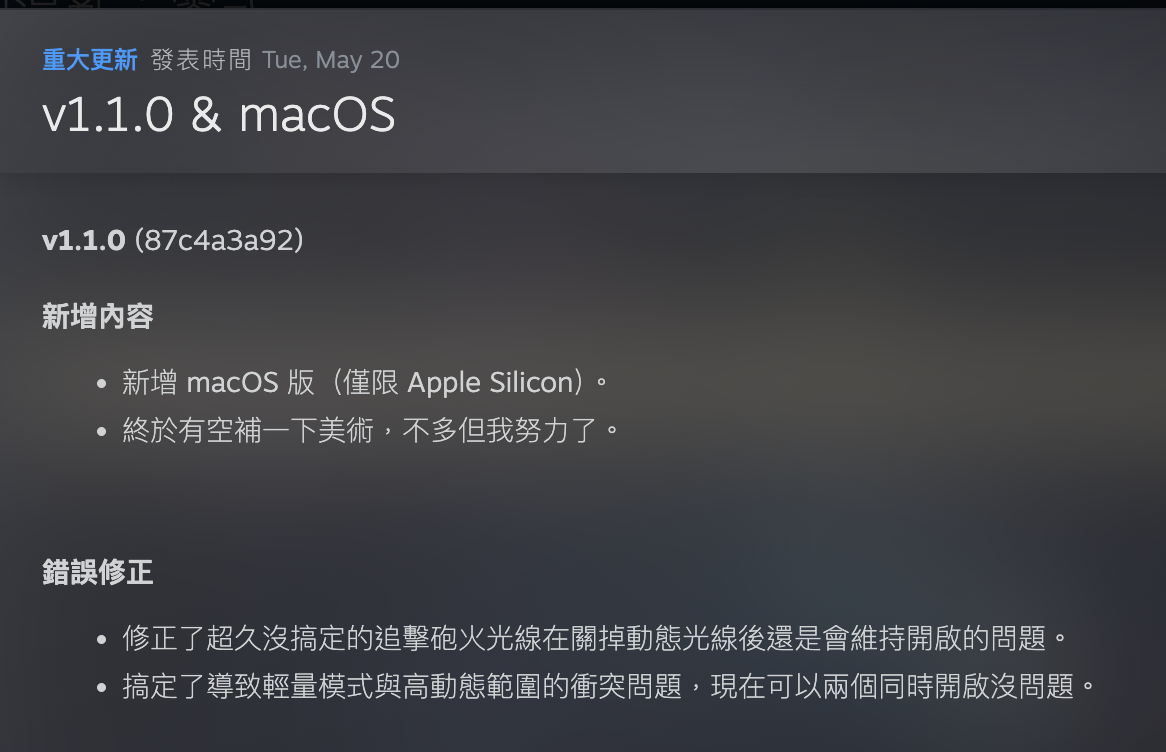 重大更新 發表時間 Tue, May 20
v1.1.0 & macOS
v1.1.0 (87c4a3a92)
新增內容
• 新增 macOS 版（僅限 Apple Silicon）。
• 終於有空補一下美術，不多但我努力了。
錯誤修正
• 修正了超久沒搞定的追擊砲火光線在關掉動態光線後還是會維持開啟的問題。
• 搞定了導致輕量模式與高動態範圍的衝突問題，現在可以兩個同時開啟沒問題。